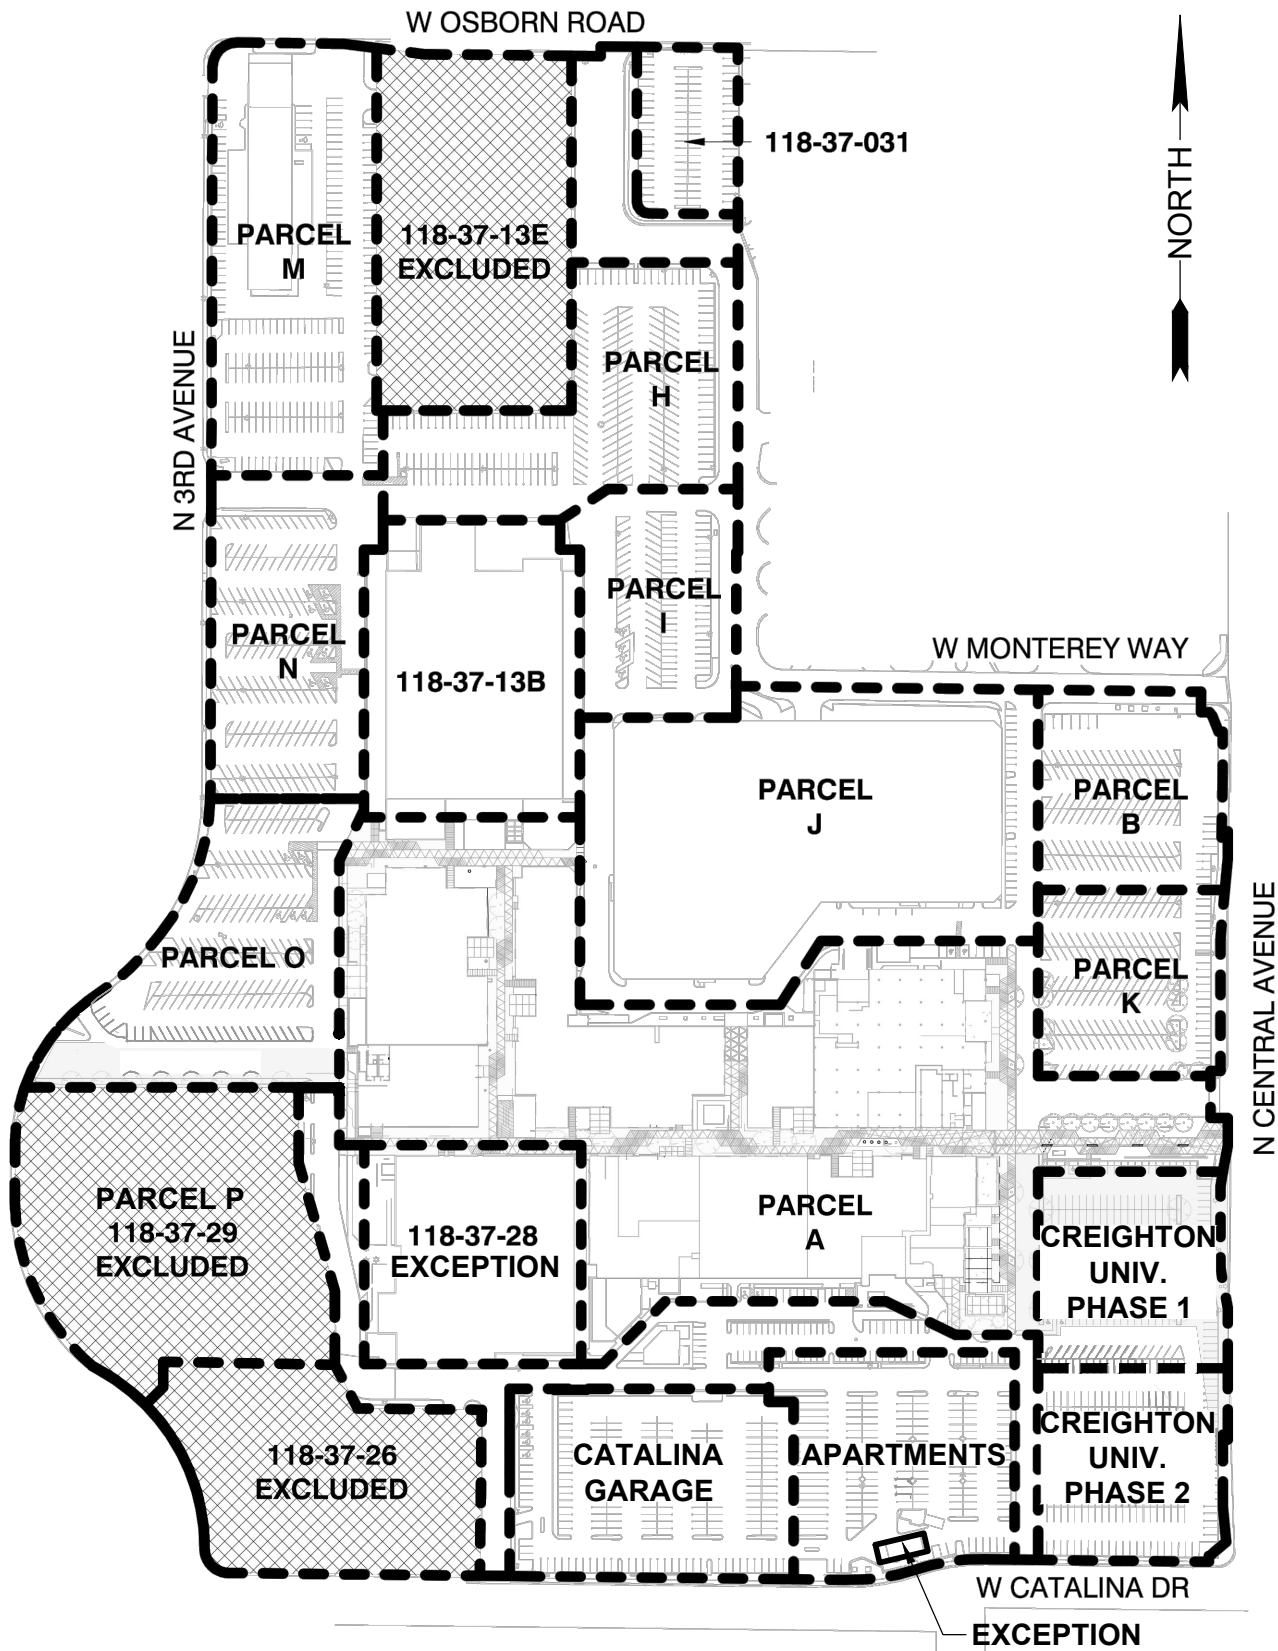 W OSBORN ROAD
118-37-031
NORTH
PARCEL
M
118-37-13E
EXCLUDED
N 3RD AVENUE
PARCEL
H
PARCEL
I
PARCEL
N
118-37-13B
W MONTEREY WAY
PARCEL
J
PARCEL
B
PARCEL O
PARCEL
K
N CENTRAL AVENUE
PARCEL P
118-37-29
EXCLUDED
118-37-28
EXCEPTION
PARCEL
A
CREIGHTON
UNIV.
PHASE 1
118-37-26
EXCLUDED
CATALINA
GARAGE
APARTMENTS
CREIGHTON
UNIV.
PHASE 2
W CATALINA DR
EXCEPTION